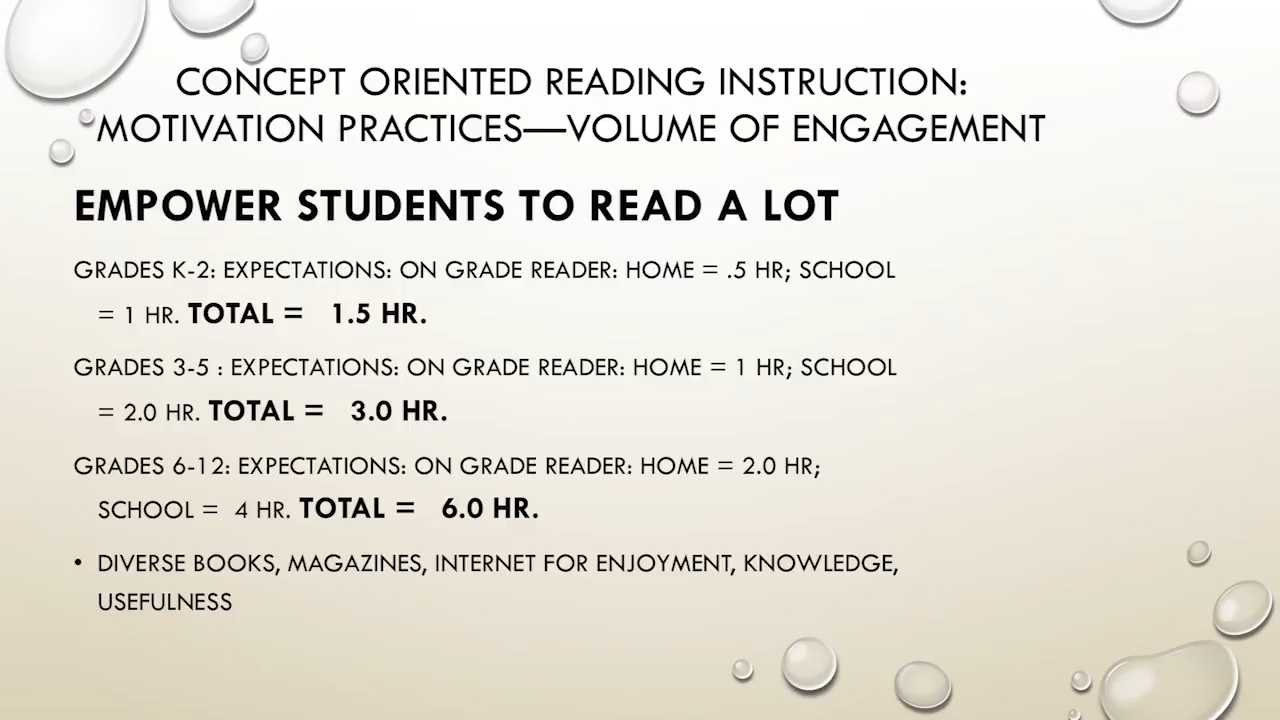 CONCEPT ORIENTED READING INSTRUCTION:
MOTIVATION PRACTICES—VOLUME OF ENGAGEMENT
EMPOWER STUDENTS TO READ A LOT
GRADES K-2: EXPECTATIONS: ON GRADE READER: HOME = .5 HR; SCHOOL
= 1 HR. TOTAL = 1.5 HR.
GRADES 3-5 : EXPECTATIONS: ON GRADE READER: HOME = 1 HR; SCHOOL
= 2.0 HR. TOTAL = 3.0 HR.
GRADES 6-12: EXPECTATIONS: ON GRADE READER: HOME = 2.0 HR;
SCHOOL = 4 HR. TOTAL = 6.0 HR.
• DIVERSE BOOKS, MAGAZINES, INTERNET FOR ENJOYMENT, KNOWLEDGE,
USEFULNESS